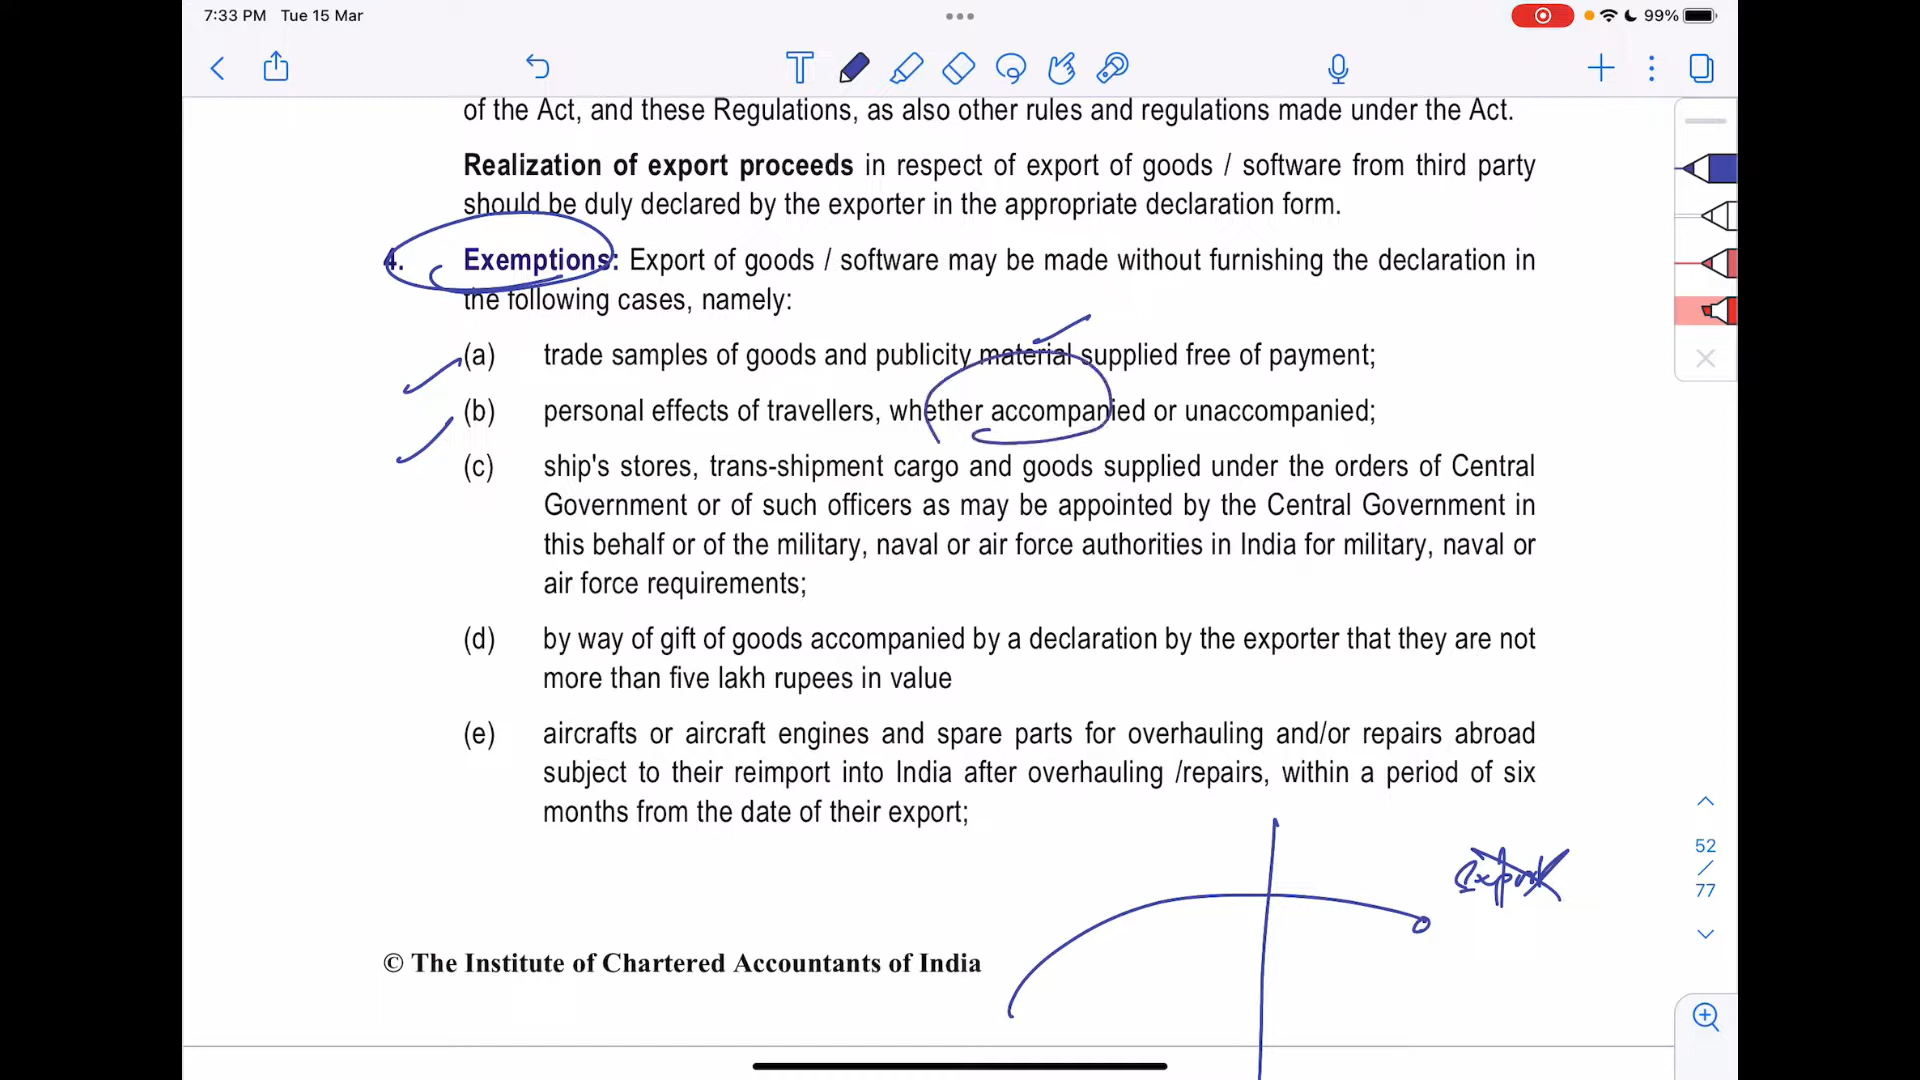 7:33 PM Tue 15 Mar
99%
of the Act, and these Regulations, as also other rules and regulations made under the Act.
Realization of export proceeds in respect of export of goods / software from third party
should be duly declared by the exporter in the appropriate declaration form.
4. Exemptions: Export of goods / software may be made without furnishing the declaration in
the following cases, namely:
(a) trade samples of goods and publicity material supplied free of payment;
(b) personal effects of travellers, whether accompanied or unaccompanied;
(c) ship's stores, trans-shipment cargo and goods supplied under the orders of Central
Government or of such officers as may be appointed by the Central Government in
this behalf or of the military, naval or air force authorities in India for military, naval or
air force requirements;
(d) by way of gift of goods accompanied by a declaration by the exporter that they are not
more than five lakh rupees in value
(e) aircrafts or aircraft engines and spare parts for overhauling and/or repairs abroad
subject to their reimport into India after overhauling /repairs, within a period of six
months from the date of their export;
Export
52
/
77
© The Institute of Chartered Accountants of India